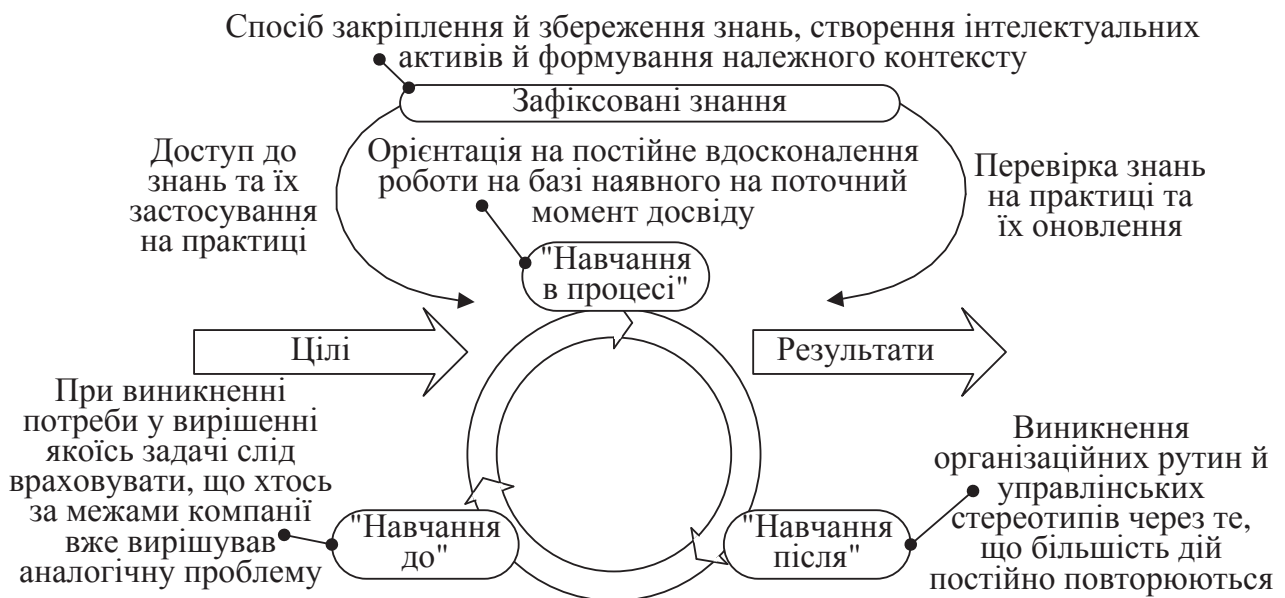 Спосіб закріплення й збереження знань, створення інтелектуальних
активів й формування належного контексту
Зафіксовані знання
Доступ до
знань та їх
застосування
на практиці
Орієнтація на постійне вдосконалення
роботи на базі наявного на поточний
момент досвіду
Перевірка знань
на практиці та
їх оновлення
"Навчання
в процесі"
Цілі
Результати
При виникненні
потреби у вирішенні
якоїсь задачі слід
враховувати, що хтось
за межами компанії
вже вирішував
аналогічну проблему
"Навчання
до"
"Навчання
після"
Виникнення
організаційних рутин й
управлінських
стереотипів через те,
що більшість дій
постійно повторюються